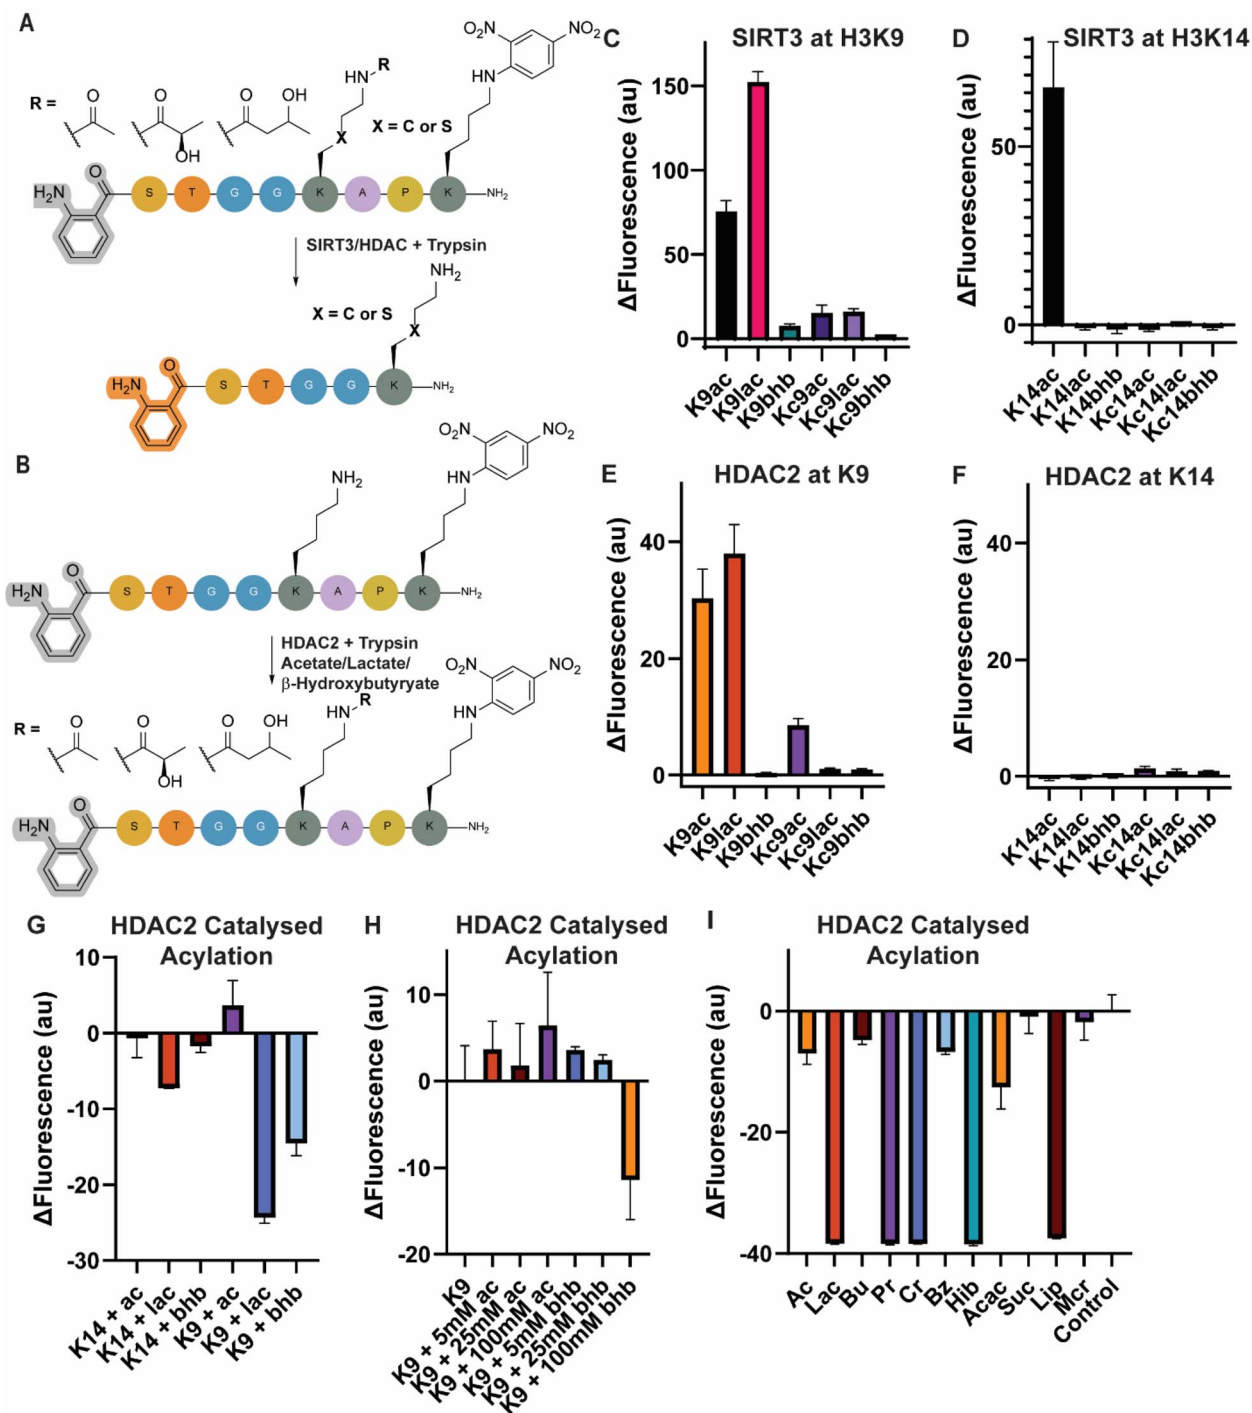 A
R =
O
O
OH
O
OH
HN
R
X
X = C or S
NO2
NO2
HN
H2N
O
S T G G K A P K NH2
SIRT3/HDAC + Trypsin
NH2
X = C or S
X
H2N
O
S T G G K NH2
B
NH2
NO2
NO2
HN
H2N
O
S T G G K A P K NH2
HDAC2 + Trypsin
Acetate/Lactate/
β-Hydroxybutyryate
R =
O
O
OH
O
OH
HN
R
NO2
NO2
HN
H2N
O
S T G G K A P K NH2
C
SIRT3 at H3K9
ΔFluorescence (au)
150
100
50
0
K9ac
K9lac
K9bhb
Kc9ac
Kc9lac
Kc9bhb
D
SIRT3 at H3K14
ΔFluorescence (au)
50
0
K14ac
K14lac
K14bhb
Kc14ac
Kc14lac
Kc14bhb
E
HDAC2 at K9
ΔFluorescence (au)
40
20
0
K9ac
K9lac
K9bhb
Kc9ac
Kc9lac
Kc9bhb
F
HDAC2 at K14
ΔFluorescence (au)
40
20
0
K14ac
K14lac
K14bhb
Kc14ac
Kc14lac
Kc14bhb
G
HDAC2 Catalysed
Acylation
ΔFluorescence (au)
10
0
-10
-20
-30
K14 + ac
K14 + lac
K14 + bhb
K9 + ac
K9 + lac
K9 + bhb
H
HDAC2 Catalysed
Acylation
ΔFluorescence (au)
10
0
-10
-20
K9
K9 + 5mM ac
K9 + 25mM ac
K9 + 100mM ac
K9 + 5mM bhb
K9 + 25mM bhb
K9 + 100mM bhb
I
HDAC2 Catalysed
Acylation
ΔFluorescence (au)
0
-20
-40
Ac
Lac
Bu
Pr
Cr
Bz
Hib
Acac
Suc
Lip
Mcr
Control